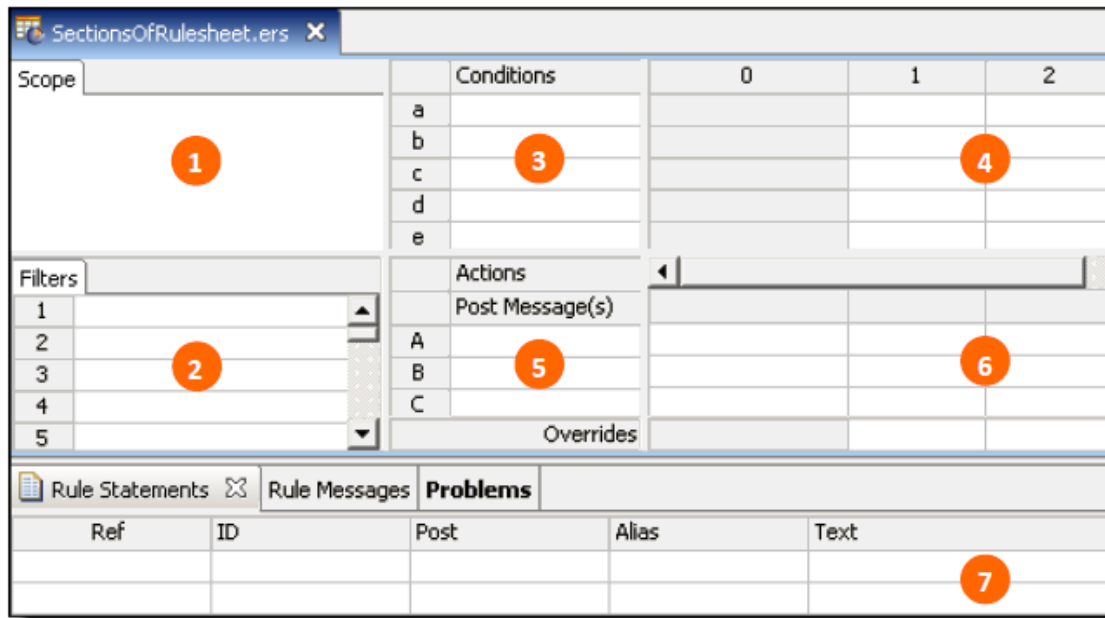 SectionsOfRulesheet.ers
Scope
Conditions 0 1 2
a
b
1 3 4
c
d
e
Filters
Actions
Post Message(s)
1
2
3
4
5
2
A
B
C
5 6
Overrides
Rule Statements Rule Messages Problems
Ref ID Post Alias Text
7